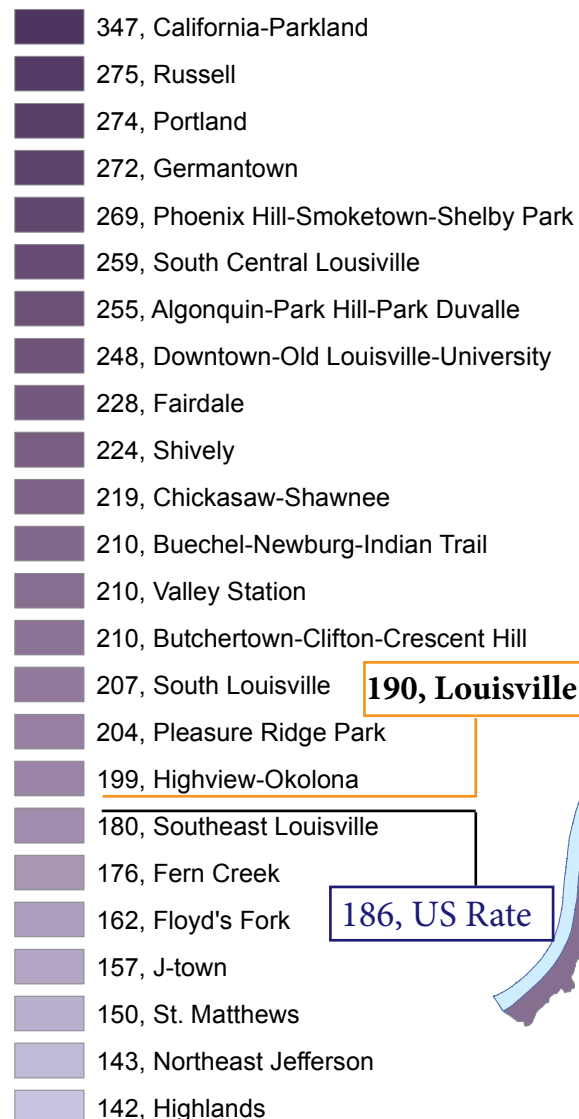 347, California-Parkland
275, Russell
274, Portland
272, Germantown
269, Phoenix Hill-Smoketown-Shelby Park
259, South Central Lousiville
255, Algonquin-Park Hill-Park Duvalle
248, Downtown-Old Louisville-University
228, Fairdale
224, Shively
219, Chickasaw-Shawnee
210, Buechel-Newburg-Indian Trail
210, Valley Station
210, Butchertown-Clifton-Crescent Hill
207, South Louisville
190, Louisville
204, Pleasure Ridge Park
199, Highview-Okolona
180, Southeast Louisville
176, Fern Creek
162, Floyd's Fork
186, US Rate
157, J-town
150, St. Matthews
143, Northeast Jefferson
142, Highlands